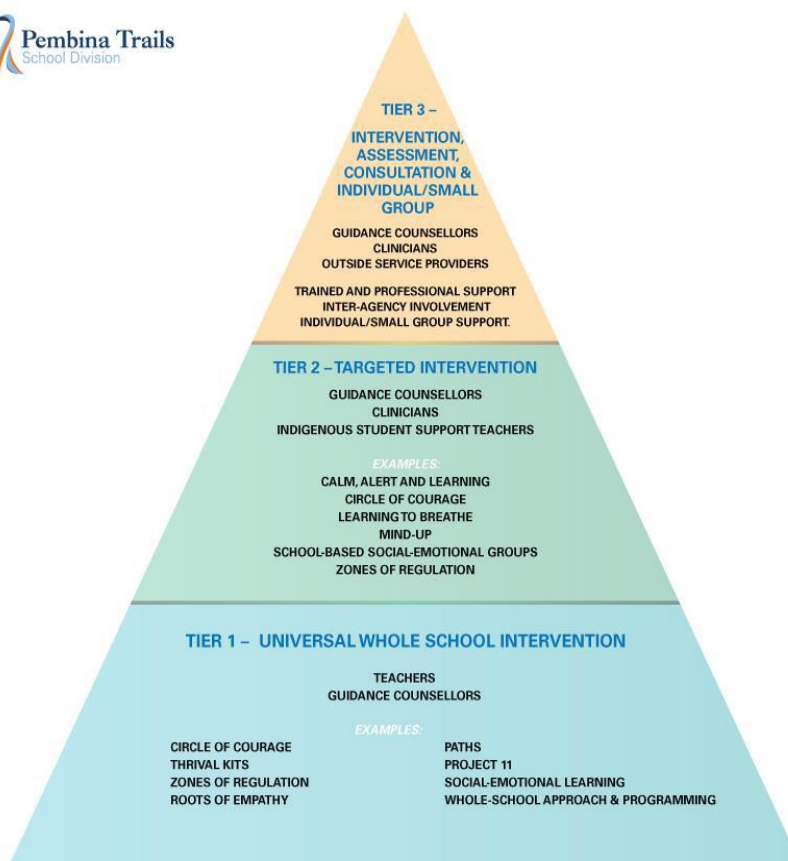 Pembina Trails
School Division
TIER 3 –
INTERVENTION,
ASSESSMENT,
CONSULTATION &
INDIVIDUAL/SMALL
GROUP
GUIDANCE COUNSELLORS
CLINICIANS
OUTSIDE SERVICE PROVIDERS
TRAINED AND PROFESSIONAL SUPPORT
INTER-AGENCY INVOLVEMENT
INDIVIDUAL/SMALL GROUP SUPPORT.
TIER 2 – TARGETED INTERVENTION
GUIDANCE COUNSELLORS
CLINICIANS
INDIGENOUS STUDENT SUPPORT TEACHERS
EXAMPLES:
CALM, ALERT AND LEARNING
CIRCLE OF COURAGE
LEARNING TO BREATHE
MIND-UP
SCHOOL-BASED SOCIAL-EMOTIONAL GROUPS
ZONES OF REGULATION
TIER 1 – UNIVERSAL WHOLE SCHOOL INTERVENTION
TEACHERS
GUIDANCE COUNSELLORS
EXAMPLES:
CIRCLE OF COURAGE
THRIVAL KITS
ZONES OF REGULATION
ROOTS OF EMPATHY
PATHS
PROJECT 11
SOCIAL-EMOTIONAL LEARNING
WHOLE-SCHOOL APPROACH & PROGRAMMING